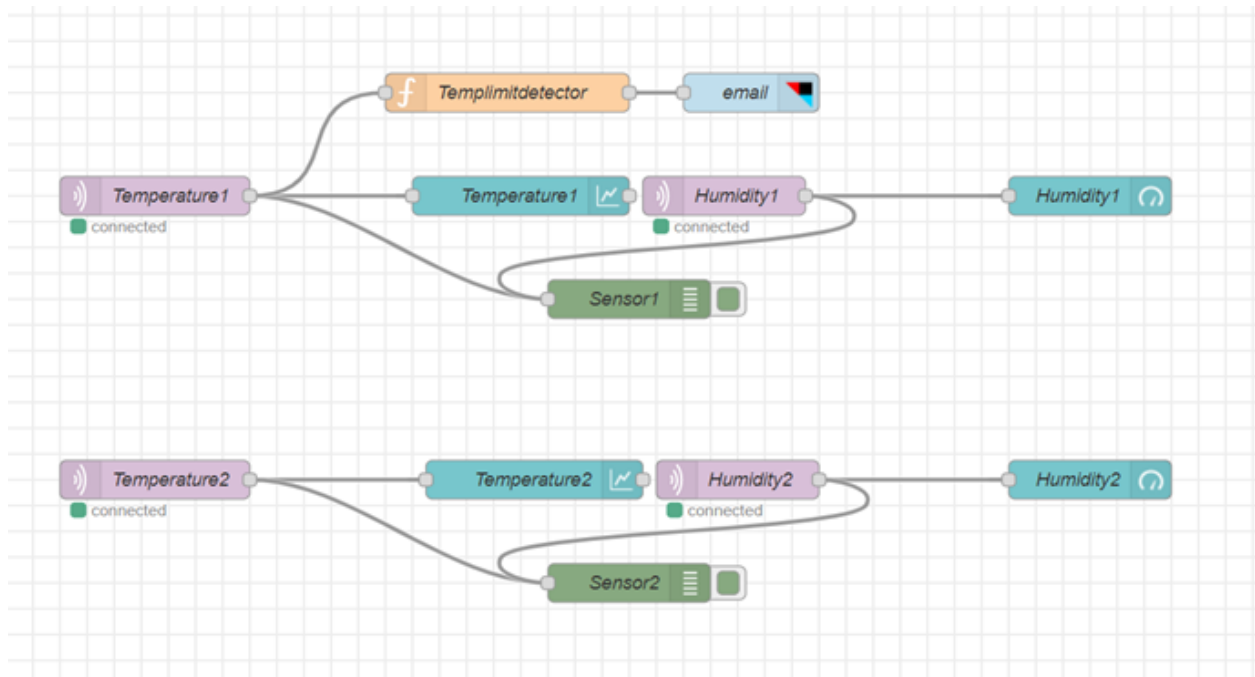 Templimitdetector
email
Temperature1
Temperature1
Humidity1
Humidity1
connected
connected
Sensor1
Temperature2
Temperature2
Humidity2
Humidity2
connected
connected
Sensor2